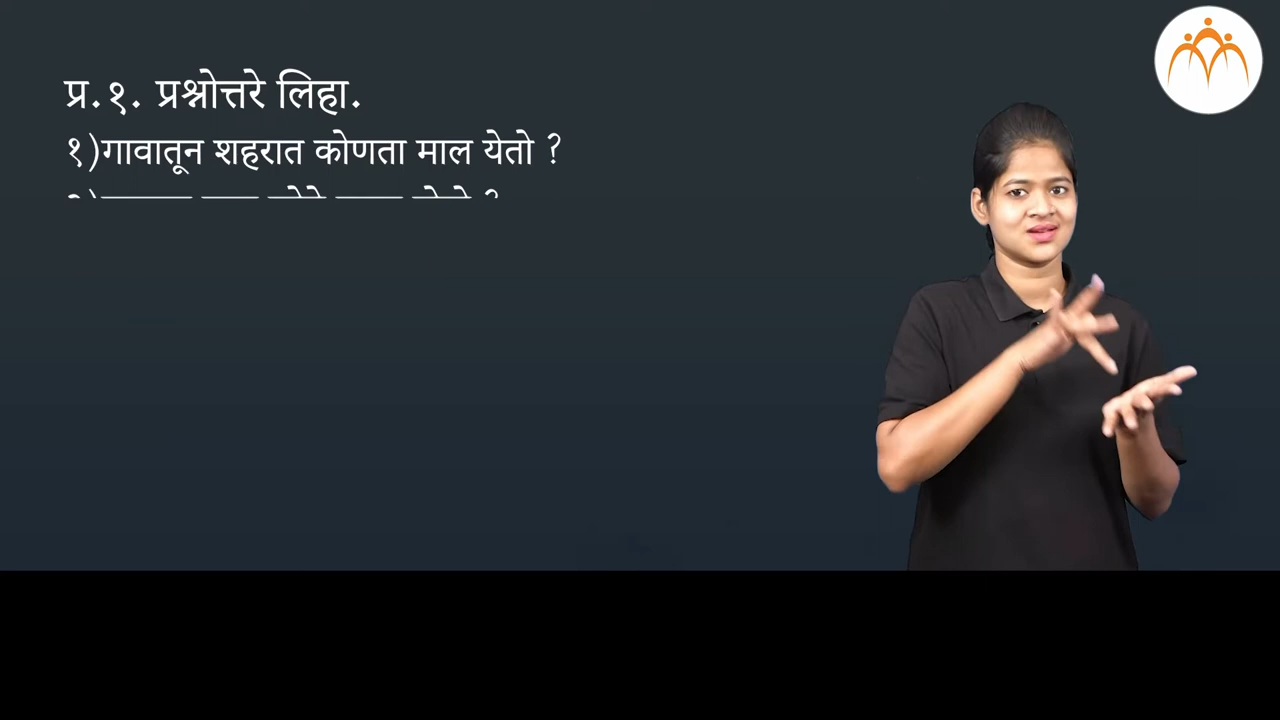 प्र.१. प्रश्नोत्तरे लिहा.
१)गावातून शहरात कोणता माल येतो ?